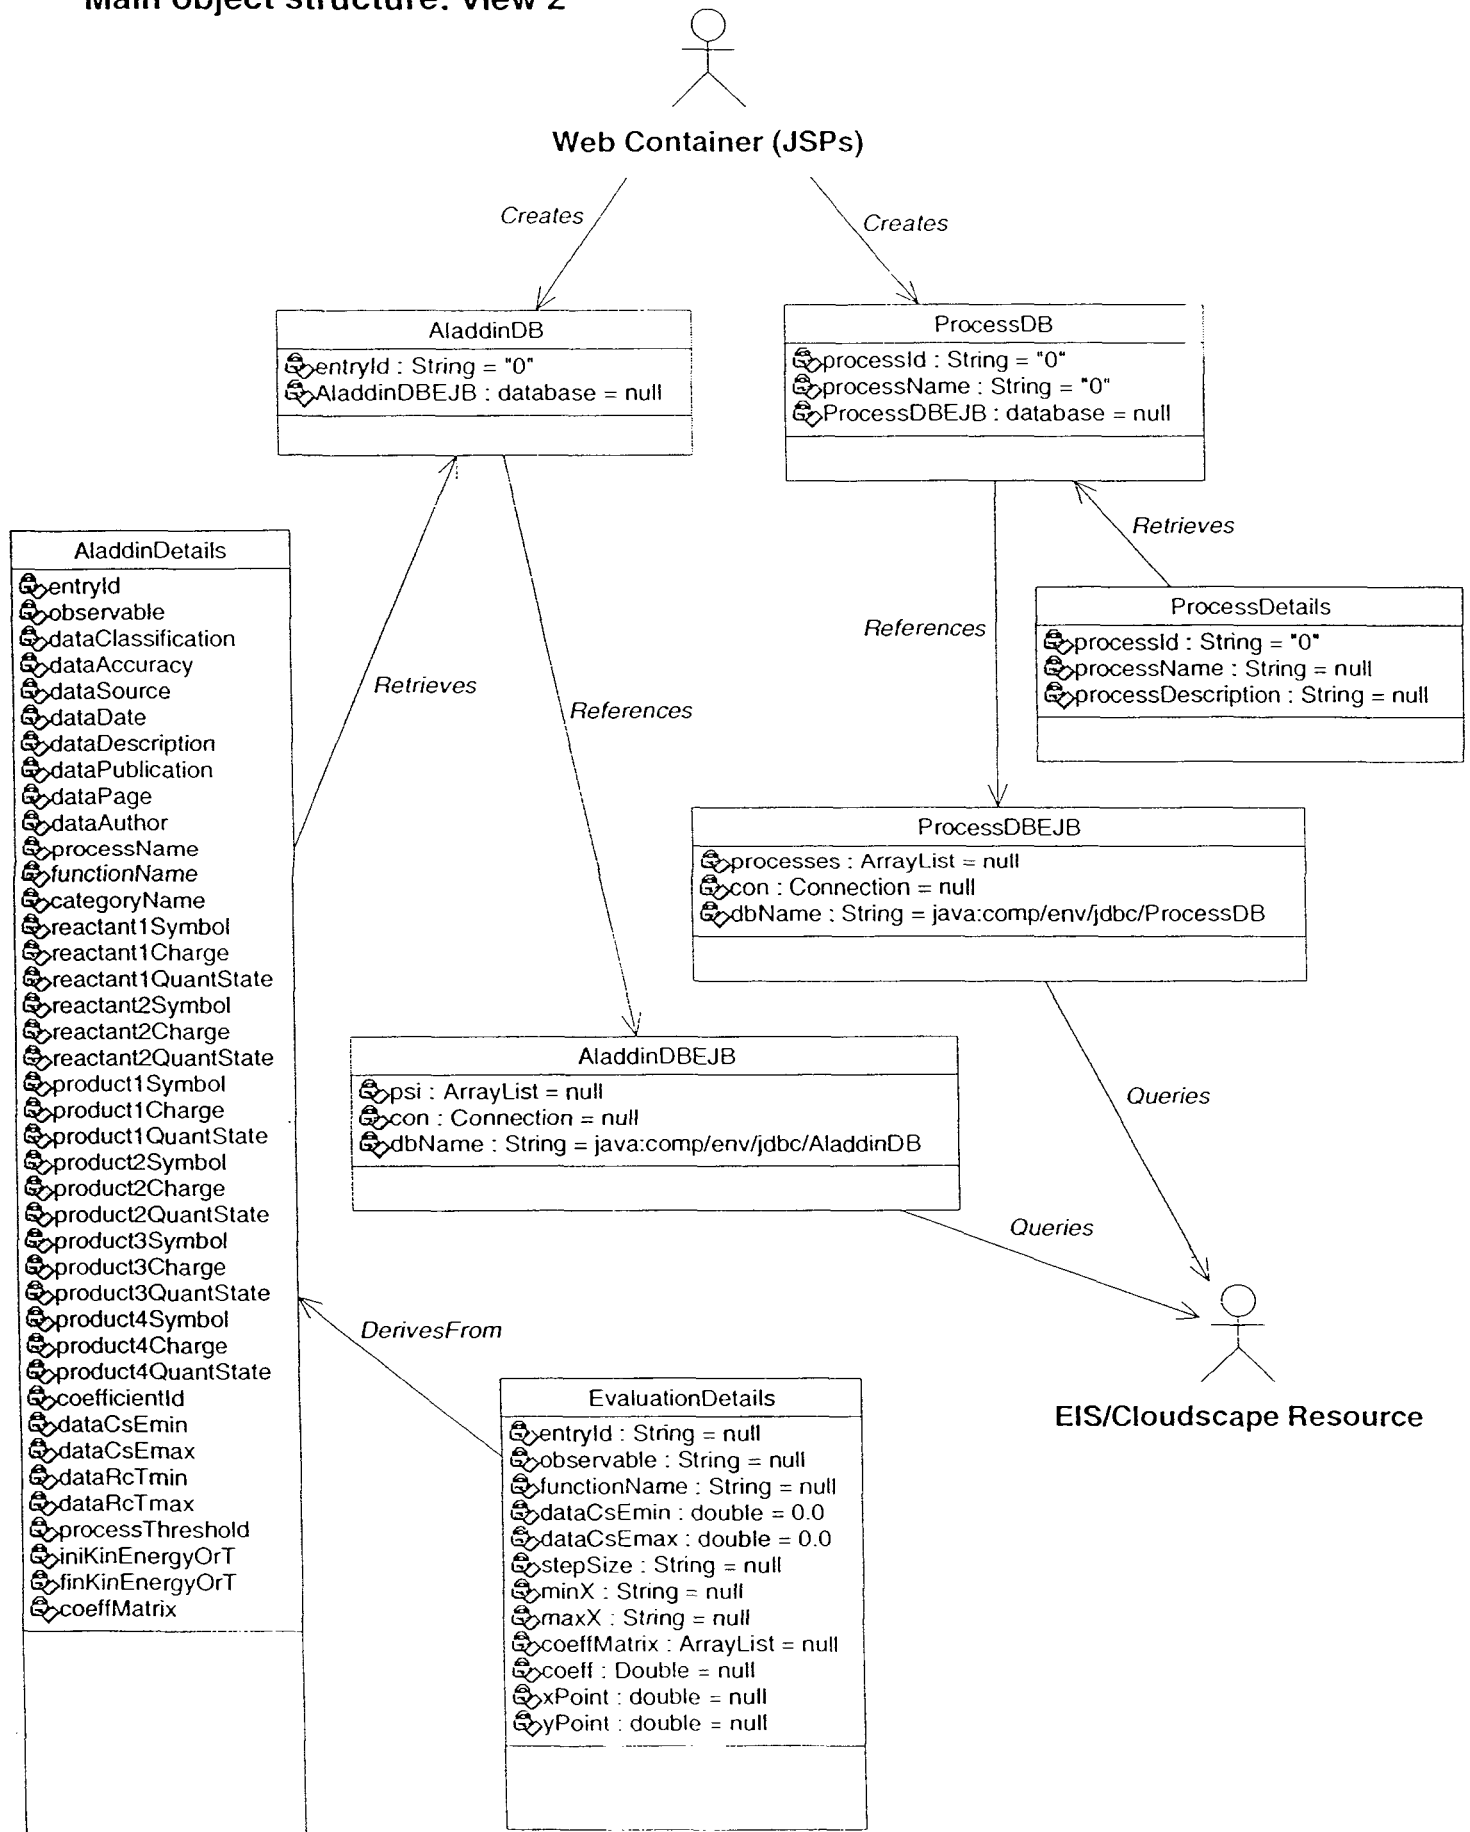 Main object structure: View 2
Web Container (JSPs)
Creates
Creates
AladdinDB
entryId : String = "0"
AladdinDBEJB : database = null
ProcessDB
processId : String = "0"
processName : String = "0"
ProcessDBEJB : database = null
Retrieves
References
ProcessDetails
processId : String = "0"
processName : String = null
processDescription : String = null
AladdinDetails
entryId
observable
dataClassification
dataAccuracy
dataSource
dataDate
dataDescription
dataPublication
dataPage
dataAuthor
processName
functionName
categoryName
reactant1Symbol
reactant1Charge
reactant1QuantState
reactant2Symbol
reactant2Charge
reactant2QuantState
product1Symbol
product1Charge
product1QuantState
product2Symbol
product2Charge
product2QuantState
product3Symbol
product3Charge
product3QuantState
product4Symbol
product4Charge
product4QuantState
coefficientId
dataCsEmin
dataCsEmax
dataRcTmin
dataRcTmax
processThreshold
iniKinEnergyOrT
finKinEnergyOrT
coeffMatrix
Retrieves
References
ProcessDBEJB
processes : ArrayList = null
con : Connection = null
dbName : String = java:comp/env/jdbc/ProcessDB
AladdinDBEJB
psi : ArrayList = null
con : Connection = null
dbName : String = java:comp/env/jdbc/AladdinDB
Queries
Queries
DerivesFrom
EIS/Cloudscape Resource
EvaluationDetails
entryId : String = null
observable : String = null
functionName : String = null
dataCsEmin : double = 0.0
dataCsEmax : double = 0.0
stepSize : String = null
minX : String = null
maxX : String = null
coeffMatrix : ArrayList = null
coeff : Double = null
xPoint : double = null
yPoint : double = null